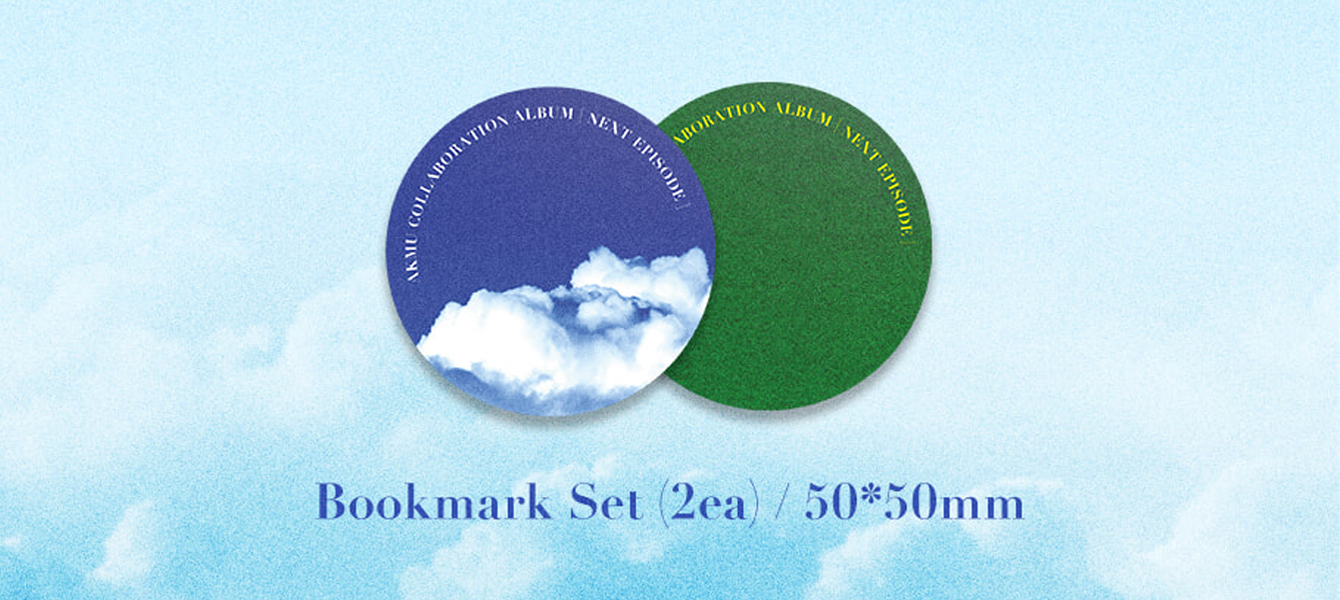 AKMU COLLABORATION ALBUM [NEXT EPISODE]
ABORATION ALBUM [NEXT EPISODE]
Bookmark Set (2ea) / 50*50mm